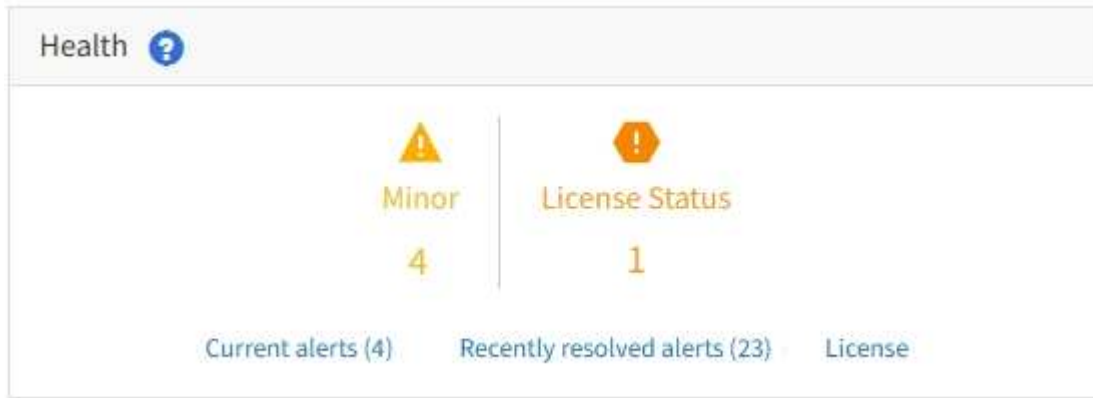 Health ?
! !
Minor License Status
4 1
Current alerts (4) Recently resolved alerts (23) License